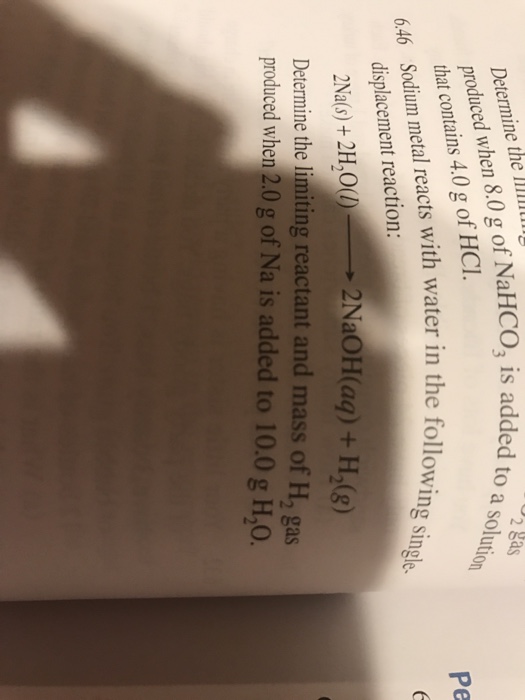 Determine the
2 gas
produced when 8.0 g of NaHCO3 is added to a solution
that contains 4.0 g of HCl.
6.46 Sodium metal reacts with water in the following single-
displacement reaction:
2Na(s) + 2H2O(l) ⟶ 2NaOH(aq) + H2(g)
Determine the limiting reactant and mass of H2 gas
produced when 2.0 g of Na is added to 10.0 g H2O.
Pe
6